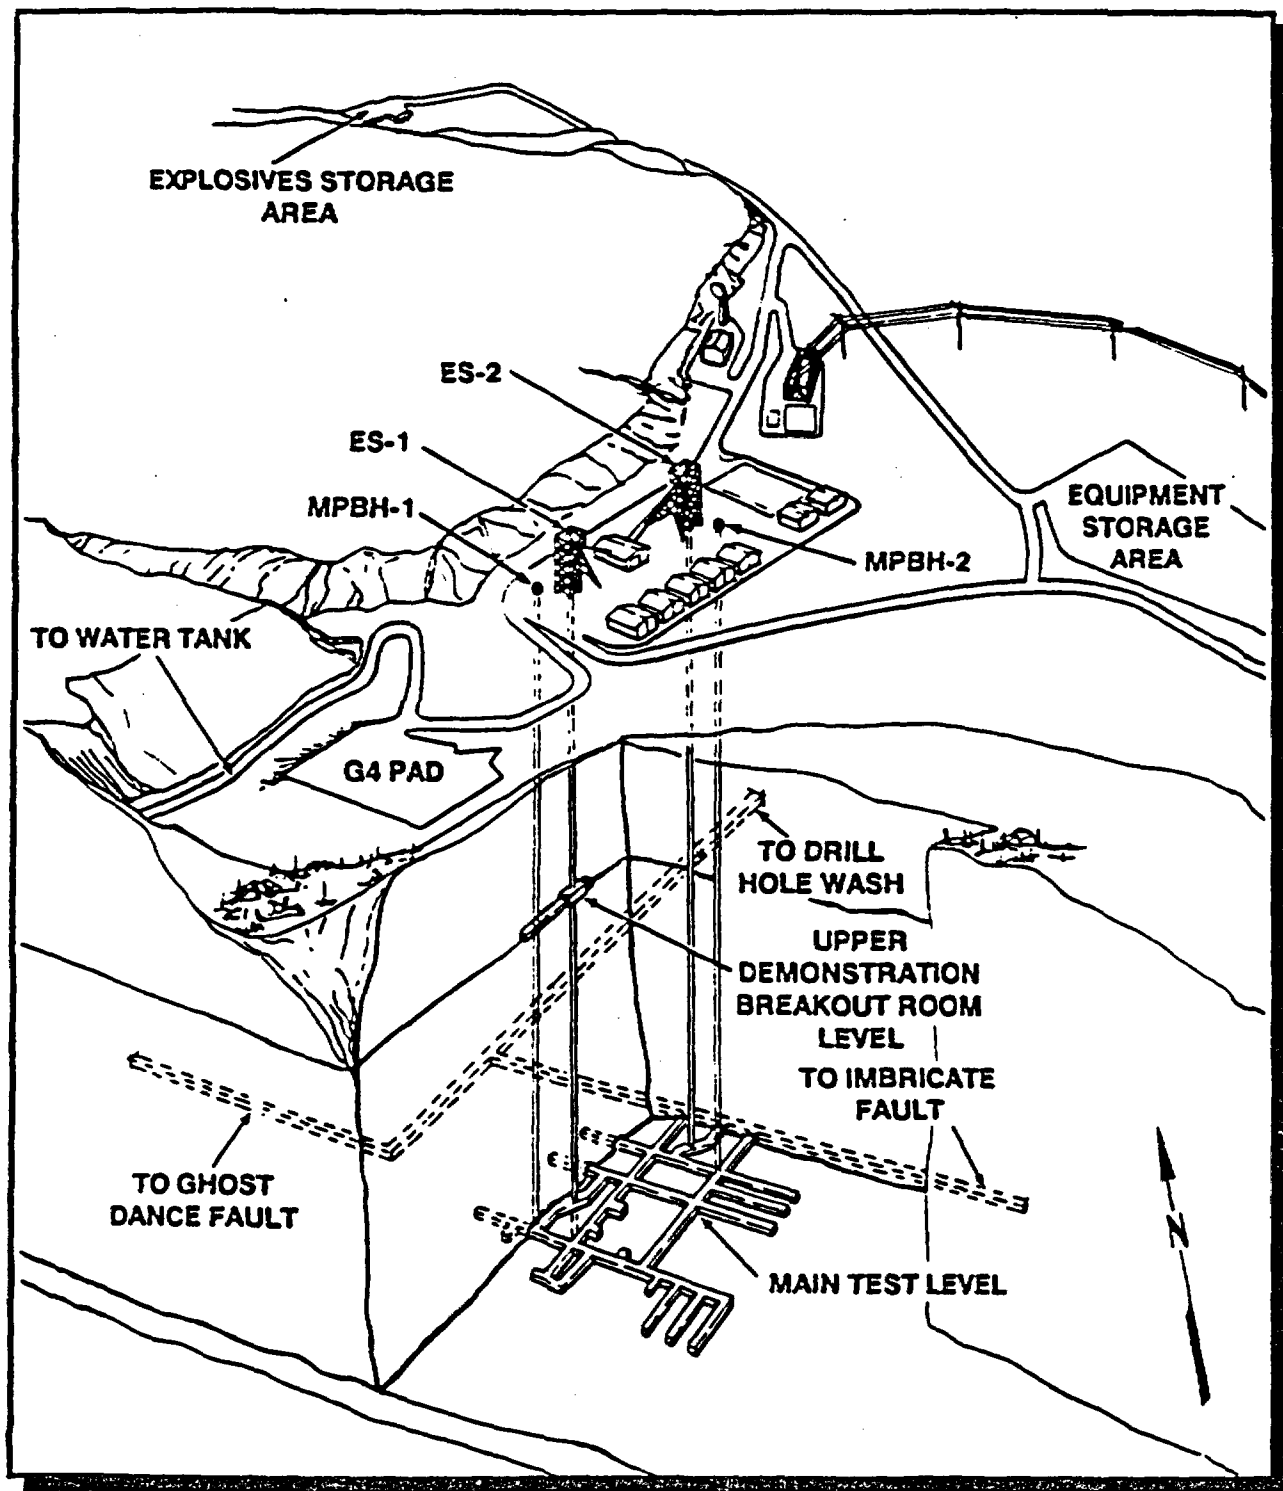 EXPLOSIVES STORAGE
AREA
ES-2
ES-1
MPBH-1
EQUIPMENT
STORAGE
AREA
MPBH-2
TO WATER TANK
G4 PAD
TO DRILL
HOLE WASH
UPPER
DEMONSTRATION
BREAKOUT ROOM
LEVEL
TO IMBRICATE
FAULT
TO GHOST
DANCE FAULT
MAIN TEST LEVEL
N